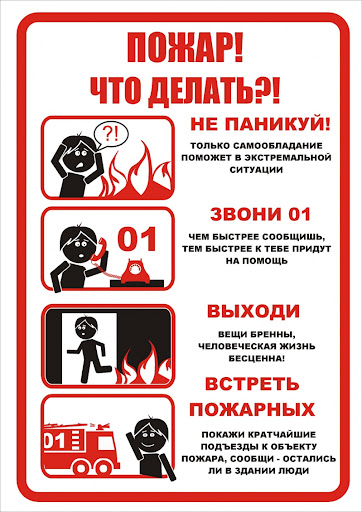 ПОЖАР!
ЧТО ДЕЛАТЬ?!
?!
НЕ ПАНИКУЙ!
ТОЛЬКО САМООБЛАДАНИЕ
ПОМОЖЕТ В ЭКСТРЕМАЛЬНОЙ
СИТУАЦИИ
01
ЗВОНИ 01
ЧЕМ БЫСТРЕЕ СООБЩИШЬ,
ТЕМ БЫСТРЕЕ К ТЕБЕ ПРИДУТ
НА ПОМОЩЬ
ВЫХОДИ
ВЕЩИ БРЕННЫ,
ЧЕЛОВЕЧЕСКАЯ ЖИЗНЬ
БЕСЦЕННА!
ВСТРЕТЬ
ПОЖАРНЫХ
01
ПОКАЖИ КРАТЧАЙШИЕ
ПОДЪЕЗДЫ К ОБЪЕКТУ
ПОЖАРА, СООБЩИ - ОСТАЛИСЬ
ЛИ В ЗДАНИИ ЛЮДИ